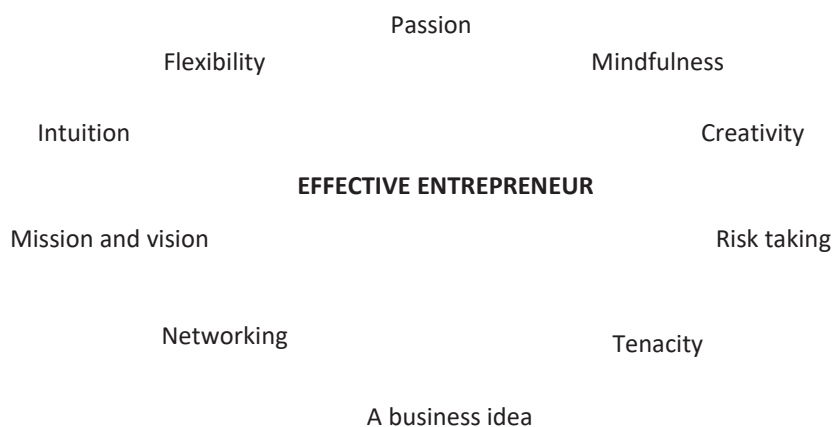 Passion
Flexibility
Mindfulness
Intuition
Creativity
EFFECTIVE ENTREPRENEUR
Mission and vision
Risk taking
Networking
Tenacity
A business idea